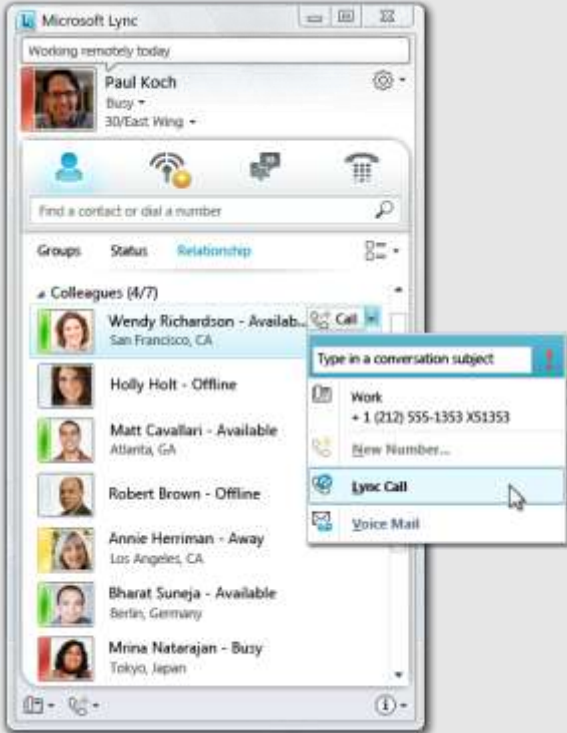 Microsoft Lync
Working remotely today
Paul Koch
Busy
30/East Wing
Find a contact or dial a number
Groups Status Relationship
Colleagues (4/7)
Wendy Richardson - Availab... Call
San Francisco, CA
Type in a conversation subject
Work
+ 1 (212) 555-1353 X51353
New Number...
Lync Call
Voice Mail
Holly Holt - Offline
Matt Cavallari - Available
Atlanta, GA
Robert Brown - Offline
Annie Herriman - Away
Los Angeles, CA
Bharat Suneja - Available
Berlin, Germany
Mrina Natarajan - Busy
Tokyo, Japan